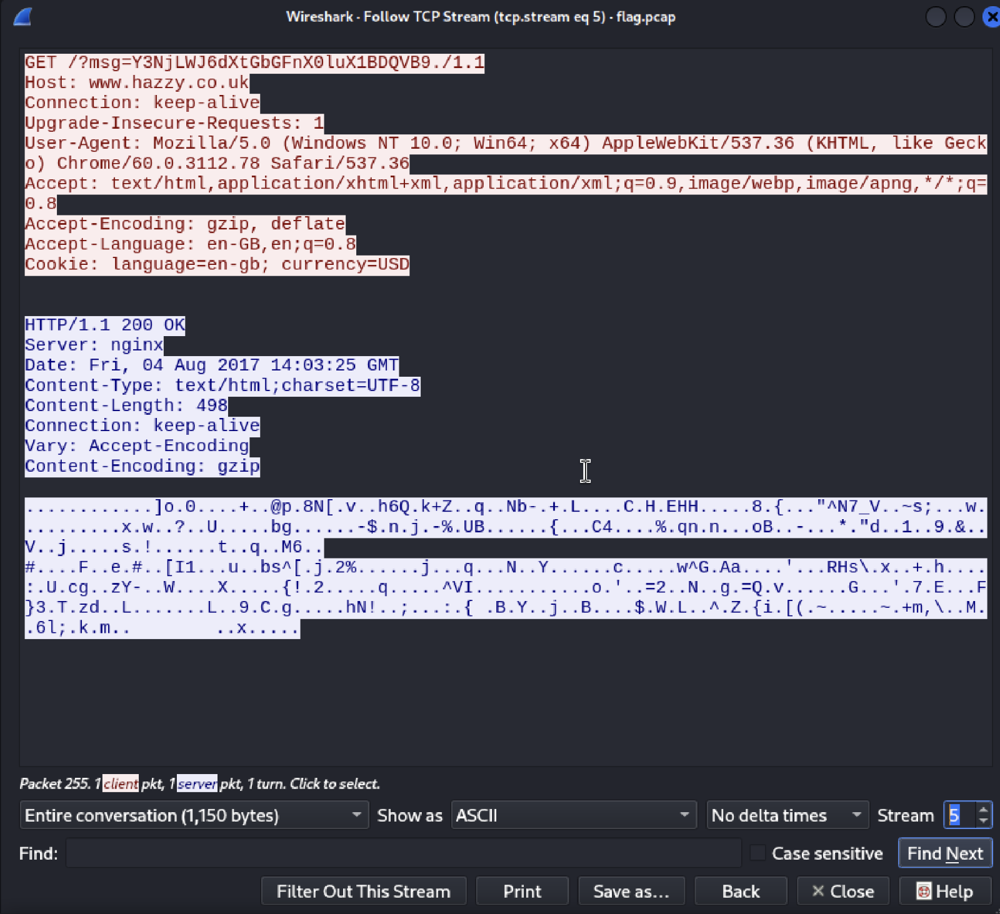 Wireshark · Follow TCP Stream (tcp.stream eq 5) · flag.pcap
GET /?msg=Y3NjLWJ6dXtGbGFnX0luX1BDQVB9./1.1
Host: www.hazzy.co.uk
Connection: keep-alive
Upgrade-Insecure-Requests: 1
User-Agent: Mozilla/5.0 (Windows NT 10.0; Win64; x64) AppleWebKit/537.36 (KHTML, like Geck
o) Chrome/60.0.3112.78 Safari/537.36
Accept: text/html,application/xhtml+xml,application/xml;q=0.9,image/webp,image/apng,*/*;q=
0.8
Accept-Encoding: gzip, deflate
Accept-Language: en-GB,en;q=0.8
Cookie: language=en-gb; currency=USD
HTTP/1.1 200 OK
Server: nginx
Date: Fri, 04 Aug 2017 14:03:25 GMT
Content-Type: text/html;charset=UTF-8
Content-Length: 498
Connection: keep-alive
Vary: Accept-Encoding
Content-Encoding: gzip
............]o.0....+..@p.8N[.v..h6Q.k+Z..q..Nb-.+.L....C.H.EHH.....8.{..."^N7_V..~s;...w.
.........x.w..?..U.....bg......-$.n.j.-%.UB......{...C4....%.qn.n...oB..-...*."d..1..9.&..
V..j.....s.!......t..q..M6..
#....F..e.#..[I1...u..bs^[.j.2%......j...q...N..Y......c.....w^G.Aa....'...RHs\.x..+.h....
:.U.cg..zY-..W....X.....{!.2.....q.....^VI...........o.'..=2..N..g.=Q.v......G...'.7.E...F
}3.T.zd..L.......L..9.C.g.....hN!..;...:.{ .B.Y..j..B....$.W.L..^.Z.{i.[(.~.....~.+m,\..M.
.6l;.k.m..        ..x.....
Packet 255. 1 client pkt, 1 server pkt, 1 turn. Click to select.
Entire conversation (1,150 bytes) Show as ASCII No delta times Stream 5
Find: Case sensitive Find Next
Filter Out This Stream Print Save as… Back Close Help